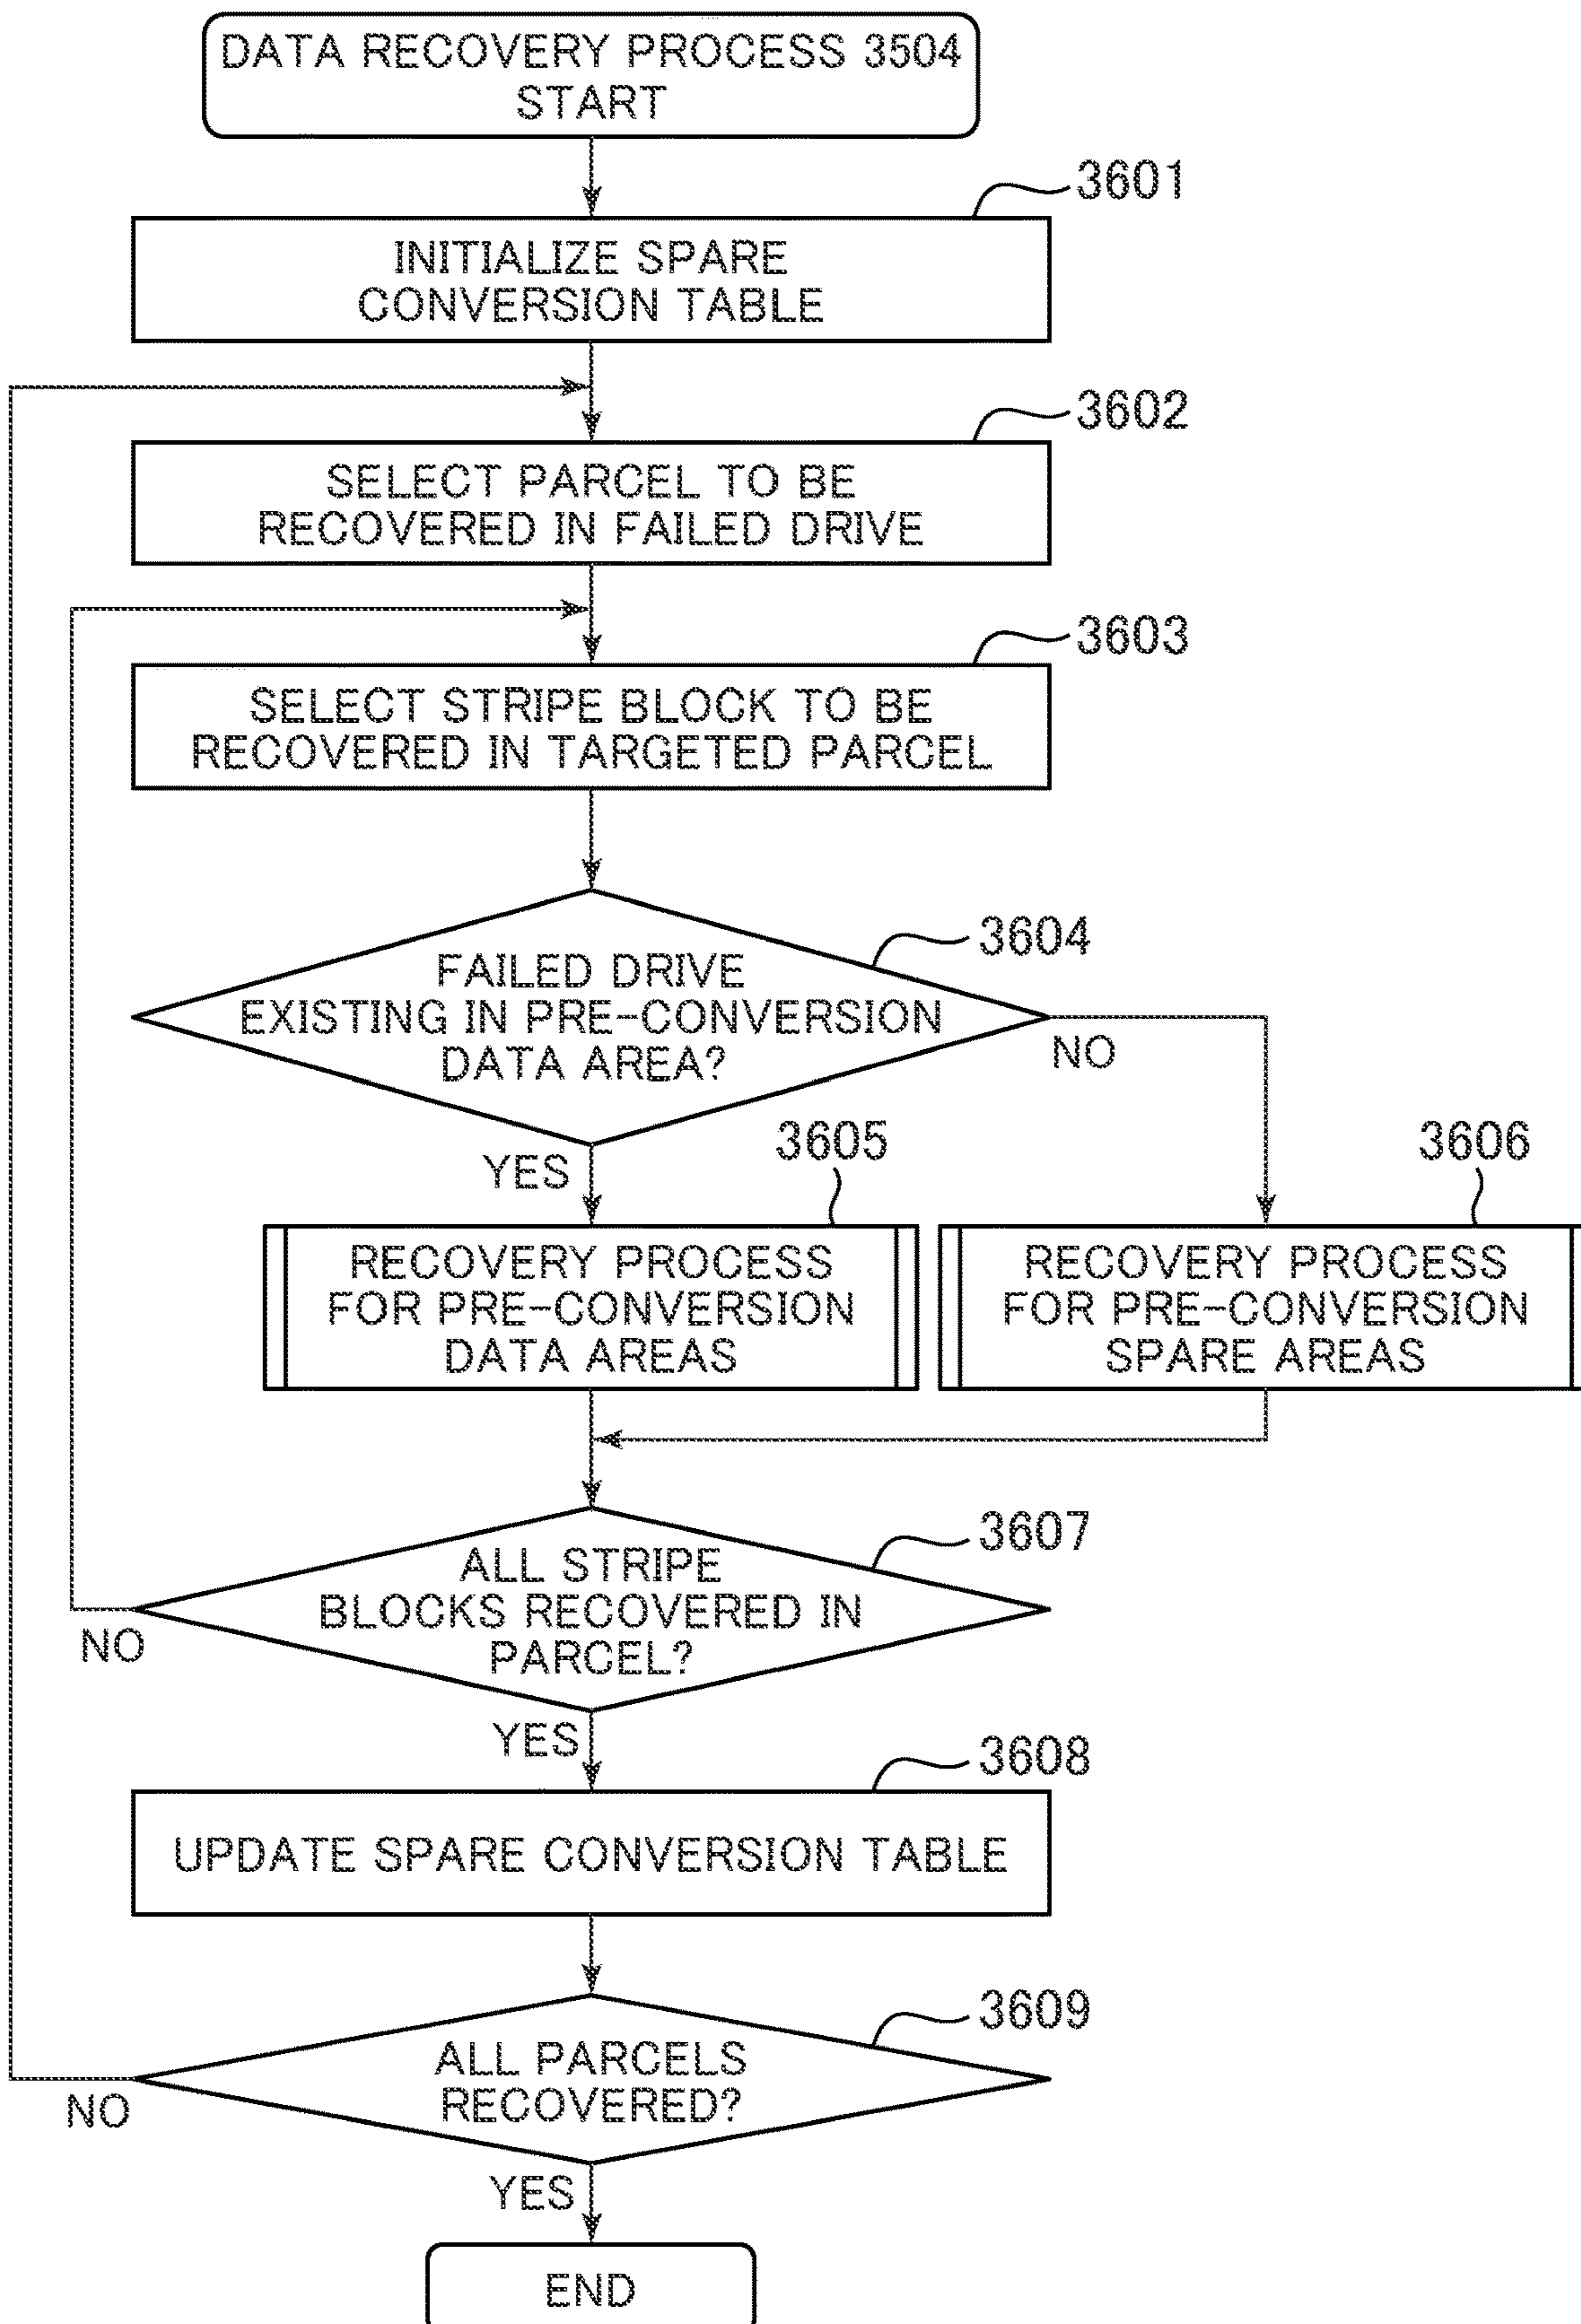 DATA RECOVERY PROCESS 3504
START
3601
INITIALIZE SPARE
CONVERSION TABLE
3602
SELECT PARCEL TO BE
RECOVERED IN FAILED DRIVE
3603
SELECT STRIPE BLOCK TO BE
RECOVERED IN TARGETED PARCEL
3604
FAILED DRIVE
EXISTING IN PRE-CONVERSION
DATA AREA?
NO
YES
3605
RECOVERY PROCESS
FOR PRE-CONVERSION
DATA AREAS
3606
RECOVERY PROCESS
FOR PRE-CONVERSION
SPARE AREAS
3607
ALL STRIPE
BLOCKS RECOVERED IN
PARCEL?
NO
YES
3608
UPDATE SPARE CONVERSION TABLE
3609
ALL PARCELS
RECOVERED?
NO
YES
END